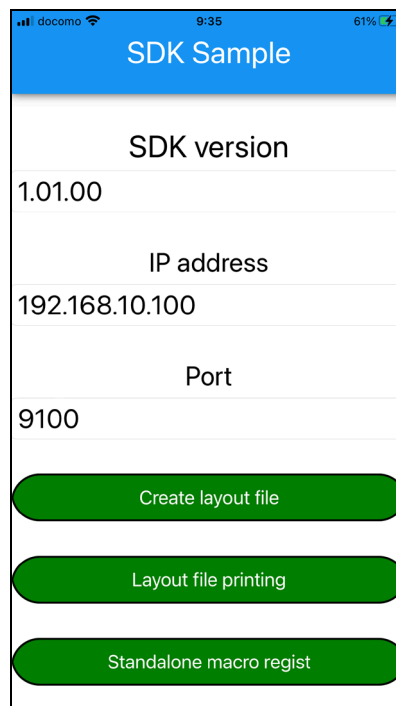 docomo 9:35 61%
SDK Sample
SDK version
1.01.00
IP address
192.168.10.100
Port
9100
Create layout file
Layout file printing
Standalone macro regist